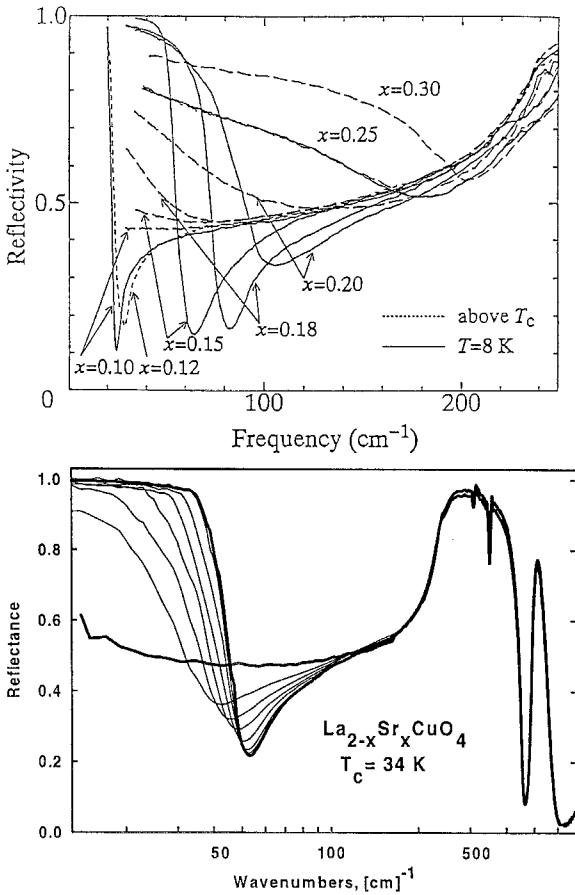 1.0
0.5
0
Reflectivity
x=0.30
x=0.25
x=0.20
x=0.18
x=0.15
x=0.12
x=0.10
above Tc
T=8 K
100
200
Frequency (cm⁻¹)
1.0
0.8
0.6
0.4
0.2
0.0
Reflectance
La2-xSrxCuO4
Tc= 34 K
50
100
500
Wavenumbers, [cm]⁻¹